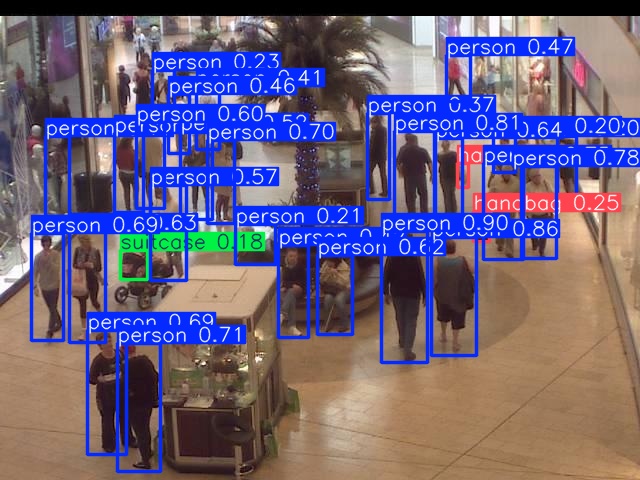 person 0.47
person 0.23
0.41
person 0.46
person 0.37
person 0.60
person 0.81
0.64
0.20
person
person 0.70
person 0.78
person 0.57
handbag 0.25
person 0.21
person 0.69
.63
person 0.90
0.86
suitcase 0.18
person 0.62
person 0.69
person 0.71